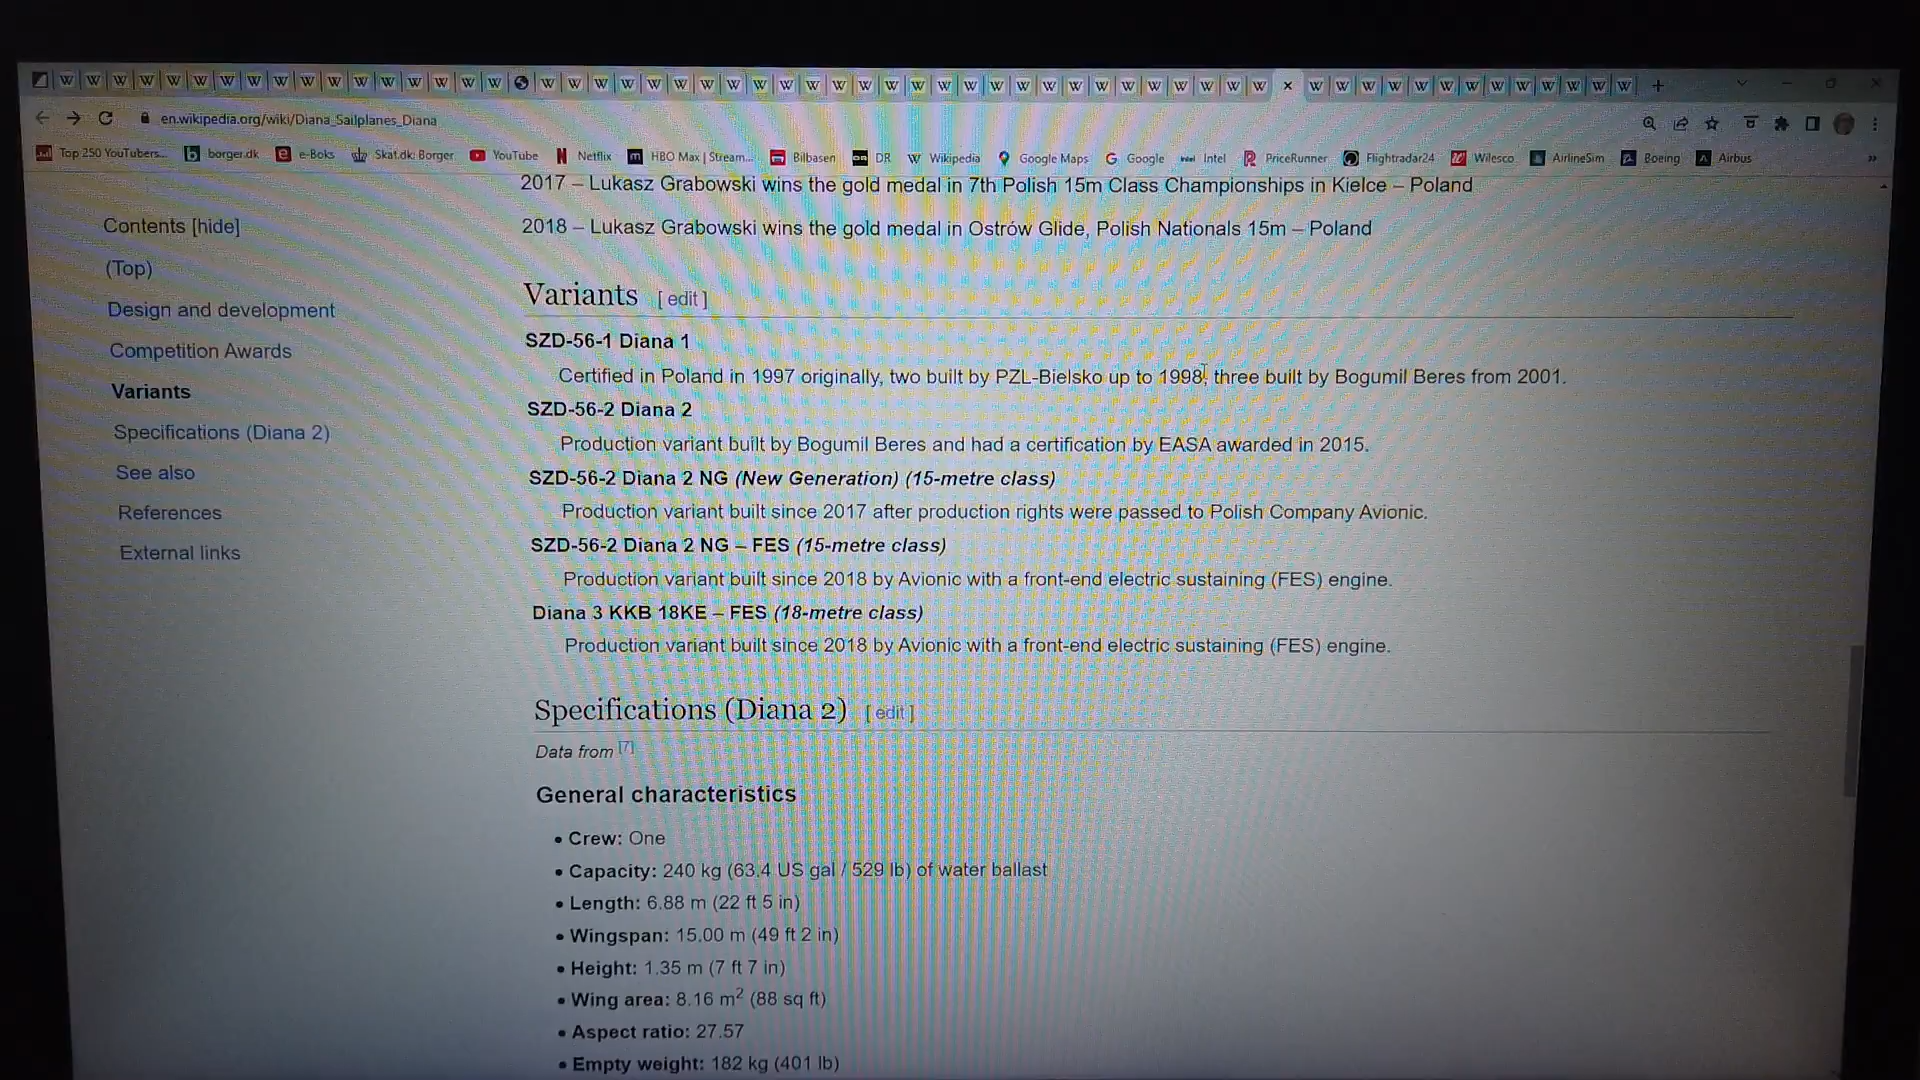 en.wikipedia.org/wiki/Diana_Sailplanes_Diana
Top 250 YouTubers... borger.dk e-Boks Skat.dk: Borger YouTube Netflix HBO Max | Stream... Bilbasen DR Wikipedia Google Maps Google Intel PriceRunner Flightradar24 Wilesco AirlineSim Boeing Airbus
2017 – Lukasz Grabowski wins the gold medal in 7th Polish 15m Class Championships in Kielce – Poland
2018 – Lukasz Grabowski wins the gold medal in Ostrów Glide, Polish Nationals 15m – Poland
Contents [hide]
(Top)
Design and development
Competition Awards
Variants
Specifications (Diana 2)
See also
References
External links
Variants [ edit ]
SZD-56-1 Diana 1
Certified in Poland in 1997 originally, two built by PZL-Bielsko up to 1998, three built by Bogumil Beres from 2001.
SZD-56-2 Diana 2
Production variant built by Bogumil Beres and had a certification by EASA awarded in 2015.
SZD-56-2 Diana 2 NG (New Generation) (15-metre class)
Production variant built since 2017 after production rights were passed to Polish Company Avionic.
SZD-56-2 Diana 2 NG – FES (15-metre class)
Production variant built since 2018 by Avionic with a front-end electric sustaining (FES) engine.
Diana 3 KKB 18KE – FES (18-metre class)
Production variant built since 2018 by Avionic with a front-end electric sustaining (FES) engine.
Specifications (Diana 2) [ edit ]
Data from [7]
General characteristics
• Crew: One
• Capacity: 240 kg (63.4 US gal / 529 lb) of water ballast
• Length: 6.88 m (22 ft 5 in)
• Wingspan: 15.00 m (49 ft 2 in)
• Height: 1.35 m (7 ft 7 in)
• Wing area: 8.16 m² (88 sq ft)
• Aspect ratio: 27.57
• Empty weight: 182 kg (401 lb)